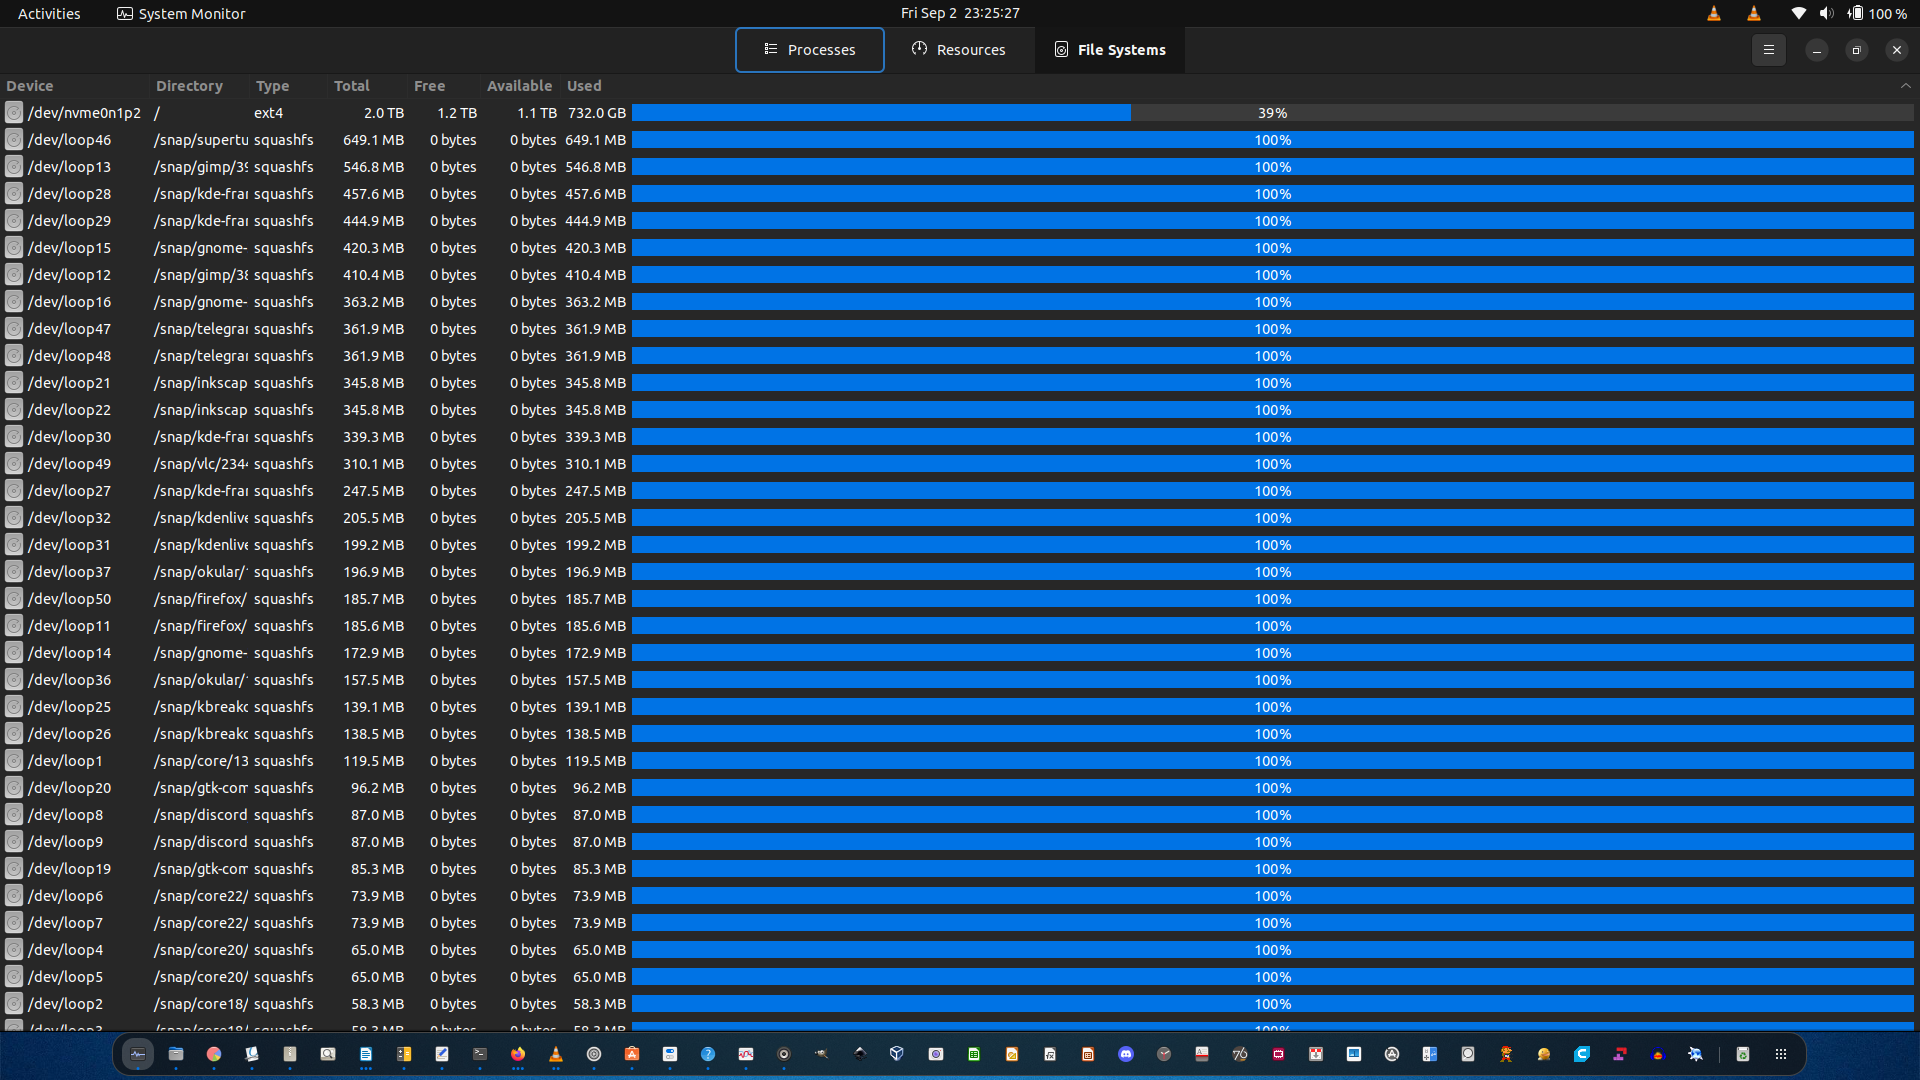 Activities System Monitor Fri Sep 2 23:25:27 100 %
Processes Resources File Systems
Device Directory Type Total Free Available Used
/dev/nvme0n1p2 / ext4 2.0 TB 1.2 TB 1.1 TB 732.0 GB 39%
/dev/loop46 /snap/supertu squashfs 649.1 MB 0 bytes 0 bytes 649.1 MB 100%
/dev/loop13 /snap/gimp/39 squashfs 546.8 MB 0 bytes 0 bytes 546.8 MB 100%
/dev/loop28 /snap/kde-frar squashfs 457.6 MB 0 bytes 0 bytes 457.6 MB 100%
/dev/loop29 /snap/kde-frar squashfs 444.9 MB 0 bytes 0 bytes 444.9 MB 100%
/dev/loop15 /snap/gnome- squashfs 420.3 MB 0 bytes 0 bytes 420.3 MB 100%
/dev/loop12 /snap/gimp/38 squashfs 410.4 MB 0 bytes 0 bytes 410.4 MB 100%
/dev/loop16 /snap/gnome- squashfs 363.2 MB 0 bytes 0 bytes 363.2 MB 100%
/dev/loop47 /snap/telegrar squashfs 361.9 MB 0 bytes 0 bytes 361.9 MB 100%
/dev/loop48 /snap/telegrar squashfs 361.9 MB 0 bytes 0 bytes 361.9 MB 100%
/dev/loop21 /snap/inkscap squashfs 345.8 MB 0 bytes 0 bytes 345.8 MB 100%
/dev/loop22 /snap/inkscap squashfs 345.8 MB 0 bytes 0 bytes 345.8 MB 100%
/dev/loop30 /snap/kde-frar squashfs 339.3 MB 0 bytes 0 bytes 339.3 MB 100%
/dev/loop49 /snap/vlc/2344 squashfs 310.1 MB 0 bytes 0 bytes 310.1 MB 100%
/dev/loop27 /snap/kde-frar squashfs 247.5 MB 0 bytes 0 bytes 247.5 MB 100%
/dev/loop32 /snap/kdenlive squashfs 205.5 MB 0 bytes 0 bytes 205.5 MB 100%
/dev/loop31 /snap/kdenlive squashfs 199.2 MB 0 bytes 0 bytes 199.2 MB 100%
/dev/loop37 /snap/okular/1 squashfs 196.9 MB 0 bytes 0 bytes 196.9 MB 100%
/dev/loop50 /snap/firefox/ squashfs 185.7 MB 0 bytes 0 bytes 185.7 MB 100%
/dev/loop11 /snap/firefox/ squashfs 185.6 MB 0 bytes 0 bytes 185.6 MB 100%
/dev/loop14 /snap/gnome- squashfs 172.9 MB 0 bytes 0 bytes 172.9 MB 100%
/dev/loop36 /snap/okular/1 squashfs 157.5 MB 0 bytes 0 bytes 157.5 MB 100%
/dev/loop25 /snap/kbreako squashfs 139.1 MB 0 bytes 0 bytes 139.1 MB 100%
/dev/loop26 /snap/kbreako squashfs 138.5 MB 0 bytes 0 bytes 138.5 MB 100%
/dev/loop1 /snap/core/13 squashfs 119.5 MB 0 bytes 0 bytes 119.5 MB 100%
/dev/loop20 /snap/gtk-com squashfs 96.2 MB 0 bytes 0 bytes 96.2 MB 100%
/dev/loop8 /snap/discord squashfs 87.0 MB 0 bytes 0 bytes 87.0 MB 100%
/dev/loop9 /snap/discord squashfs 87.0 MB 0 bytes 0 bytes 87.0 MB 100%
/dev/loop19 /snap/gtk-com squashfs 85.3 MB 0 bytes 0 bytes 85.3 MB 100%
/dev/loop6 /snap/core22/ squashfs 73.9 MB 0 bytes 0 bytes 73.9 MB 100%
/dev/loop7 /snap/core22/ squashfs 73.9 MB 0 bytes 0 bytes 73.9 MB 100%
/dev/loop4 /snap/core20/ squashfs 65.0 MB 0 bytes 0 bytes 65.0 MB 100%
/dev/loop5 /snap/core20/ squashfs 65.0 MB 0 bytes 0 bytes 65.0 MB 100%
/dev/loop2 /snap/core18/ squashfs 58.3 MB 0 bytes 0 bytes 58.3 MB 100%
/dev/loop3 /snap/core18/ squashfs 58.3 MB 0 bytes 0 bytes 58.3 MB 100%